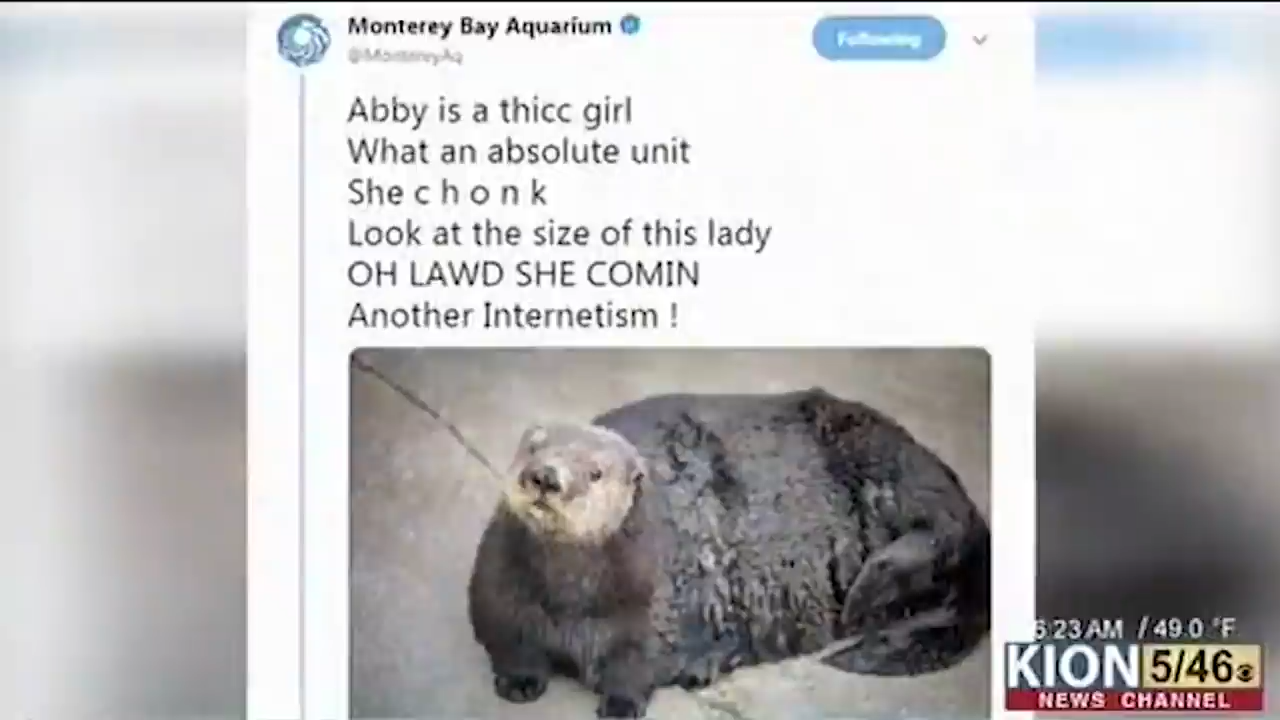 Monterey Bay Aquarium
@MontereyAq
Following
Abby is a thicc girl
What an absolute unit
She c h o n k
Look at the size of this lady
OH LAWD SHE COMIN
Another Internetism !
6:23 AM / 49.0 °F
KION 5/46
NEWS CHANNEL